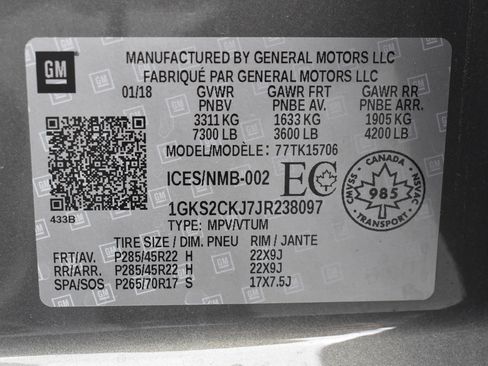 GM
MANUFACTURED BY GENERAL MOTORS LLC
FABRIQUÉ PAR GENERAL MOTORS LLC
01/18 GVWR GAWR FRT GAWR RR
PNBV PNBE AV. PNBE ARR.
3311 KG 1633 KG 1905 KG
7300 LB 3600 LB 4200 LB
MODEL/MODÈLE: 77TK15706
ICES/NMB-002 EC
CANADA
CMVSS 985 NSVAC
TRANSPORT
433B
1GKS2CKJ7JR238097
TYPE: MPV/VTUM
TIRE SIZE / DIM. PNEU RIM / JANTE
FRT/AV. P285/45R22 H 22X9J
RR/ARR. P285/45R22 H 22X9J
SPA/SOS P265/70R17 S 17X7.5J